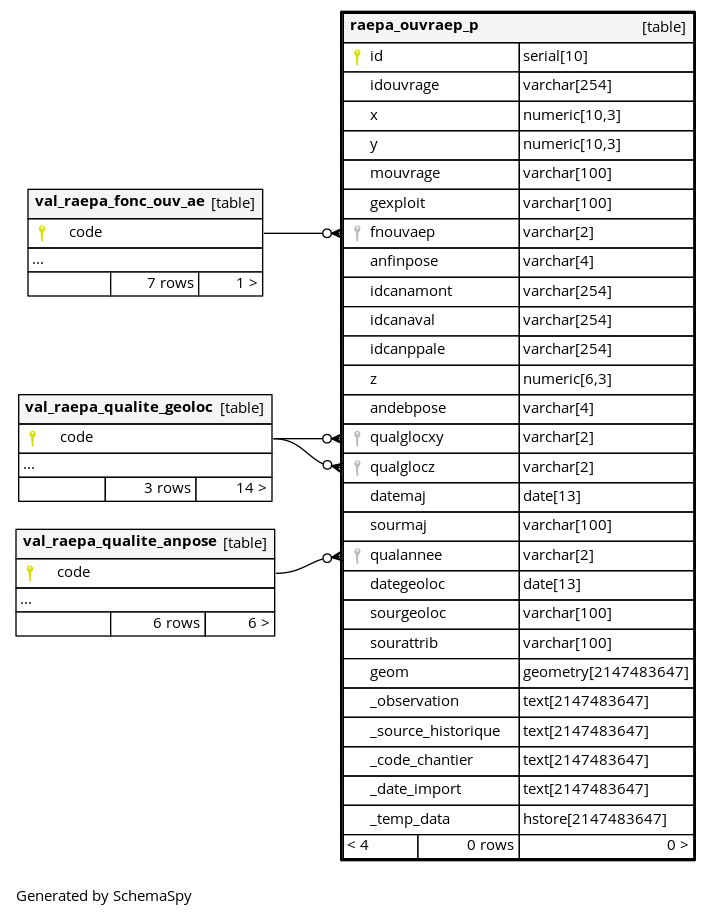 raepa_ouvraep_p [table]
id serial[10]
idouvrage varchar[254]
x numeric[10,3]
y numeric[10,3]
mouvrage varchar[100]
gexploit varchar[100]
fnouvaep varchar[2]
anfinpose varchar[4]
idcanamont varchar[254]
idcanaval varchar[254]
idcanppale varchar[254]
z numeric[6,3]
andebpose varchar[4]
qualglocxy varchar[2]
qualglocz varchar[2]
datemaj date[13]
sourmaj varchar[100]
qualannee varchar[2]
dategeoloc date[13]
sourgeoloc varchar[100]
sourattrib varchar[100]
geom geometry[2147483647]
_observation text[2147483647]
_source_historique text[2147483647]
_code_chantier text[2147483647]
_date_import text[2147483647]
_temp_data hstore[2147483647]
< 4 0 rows 0 >
val_raepa_fonc_ouv_ae [table]
code
...
7 rows 1 >
val_raepa_qualite_geoloc [table]
code
...
3 rows 14 >
val_raepa_qualite_anpose [table]
code
...
6 rows 6 >
Generated by SchemaSpy